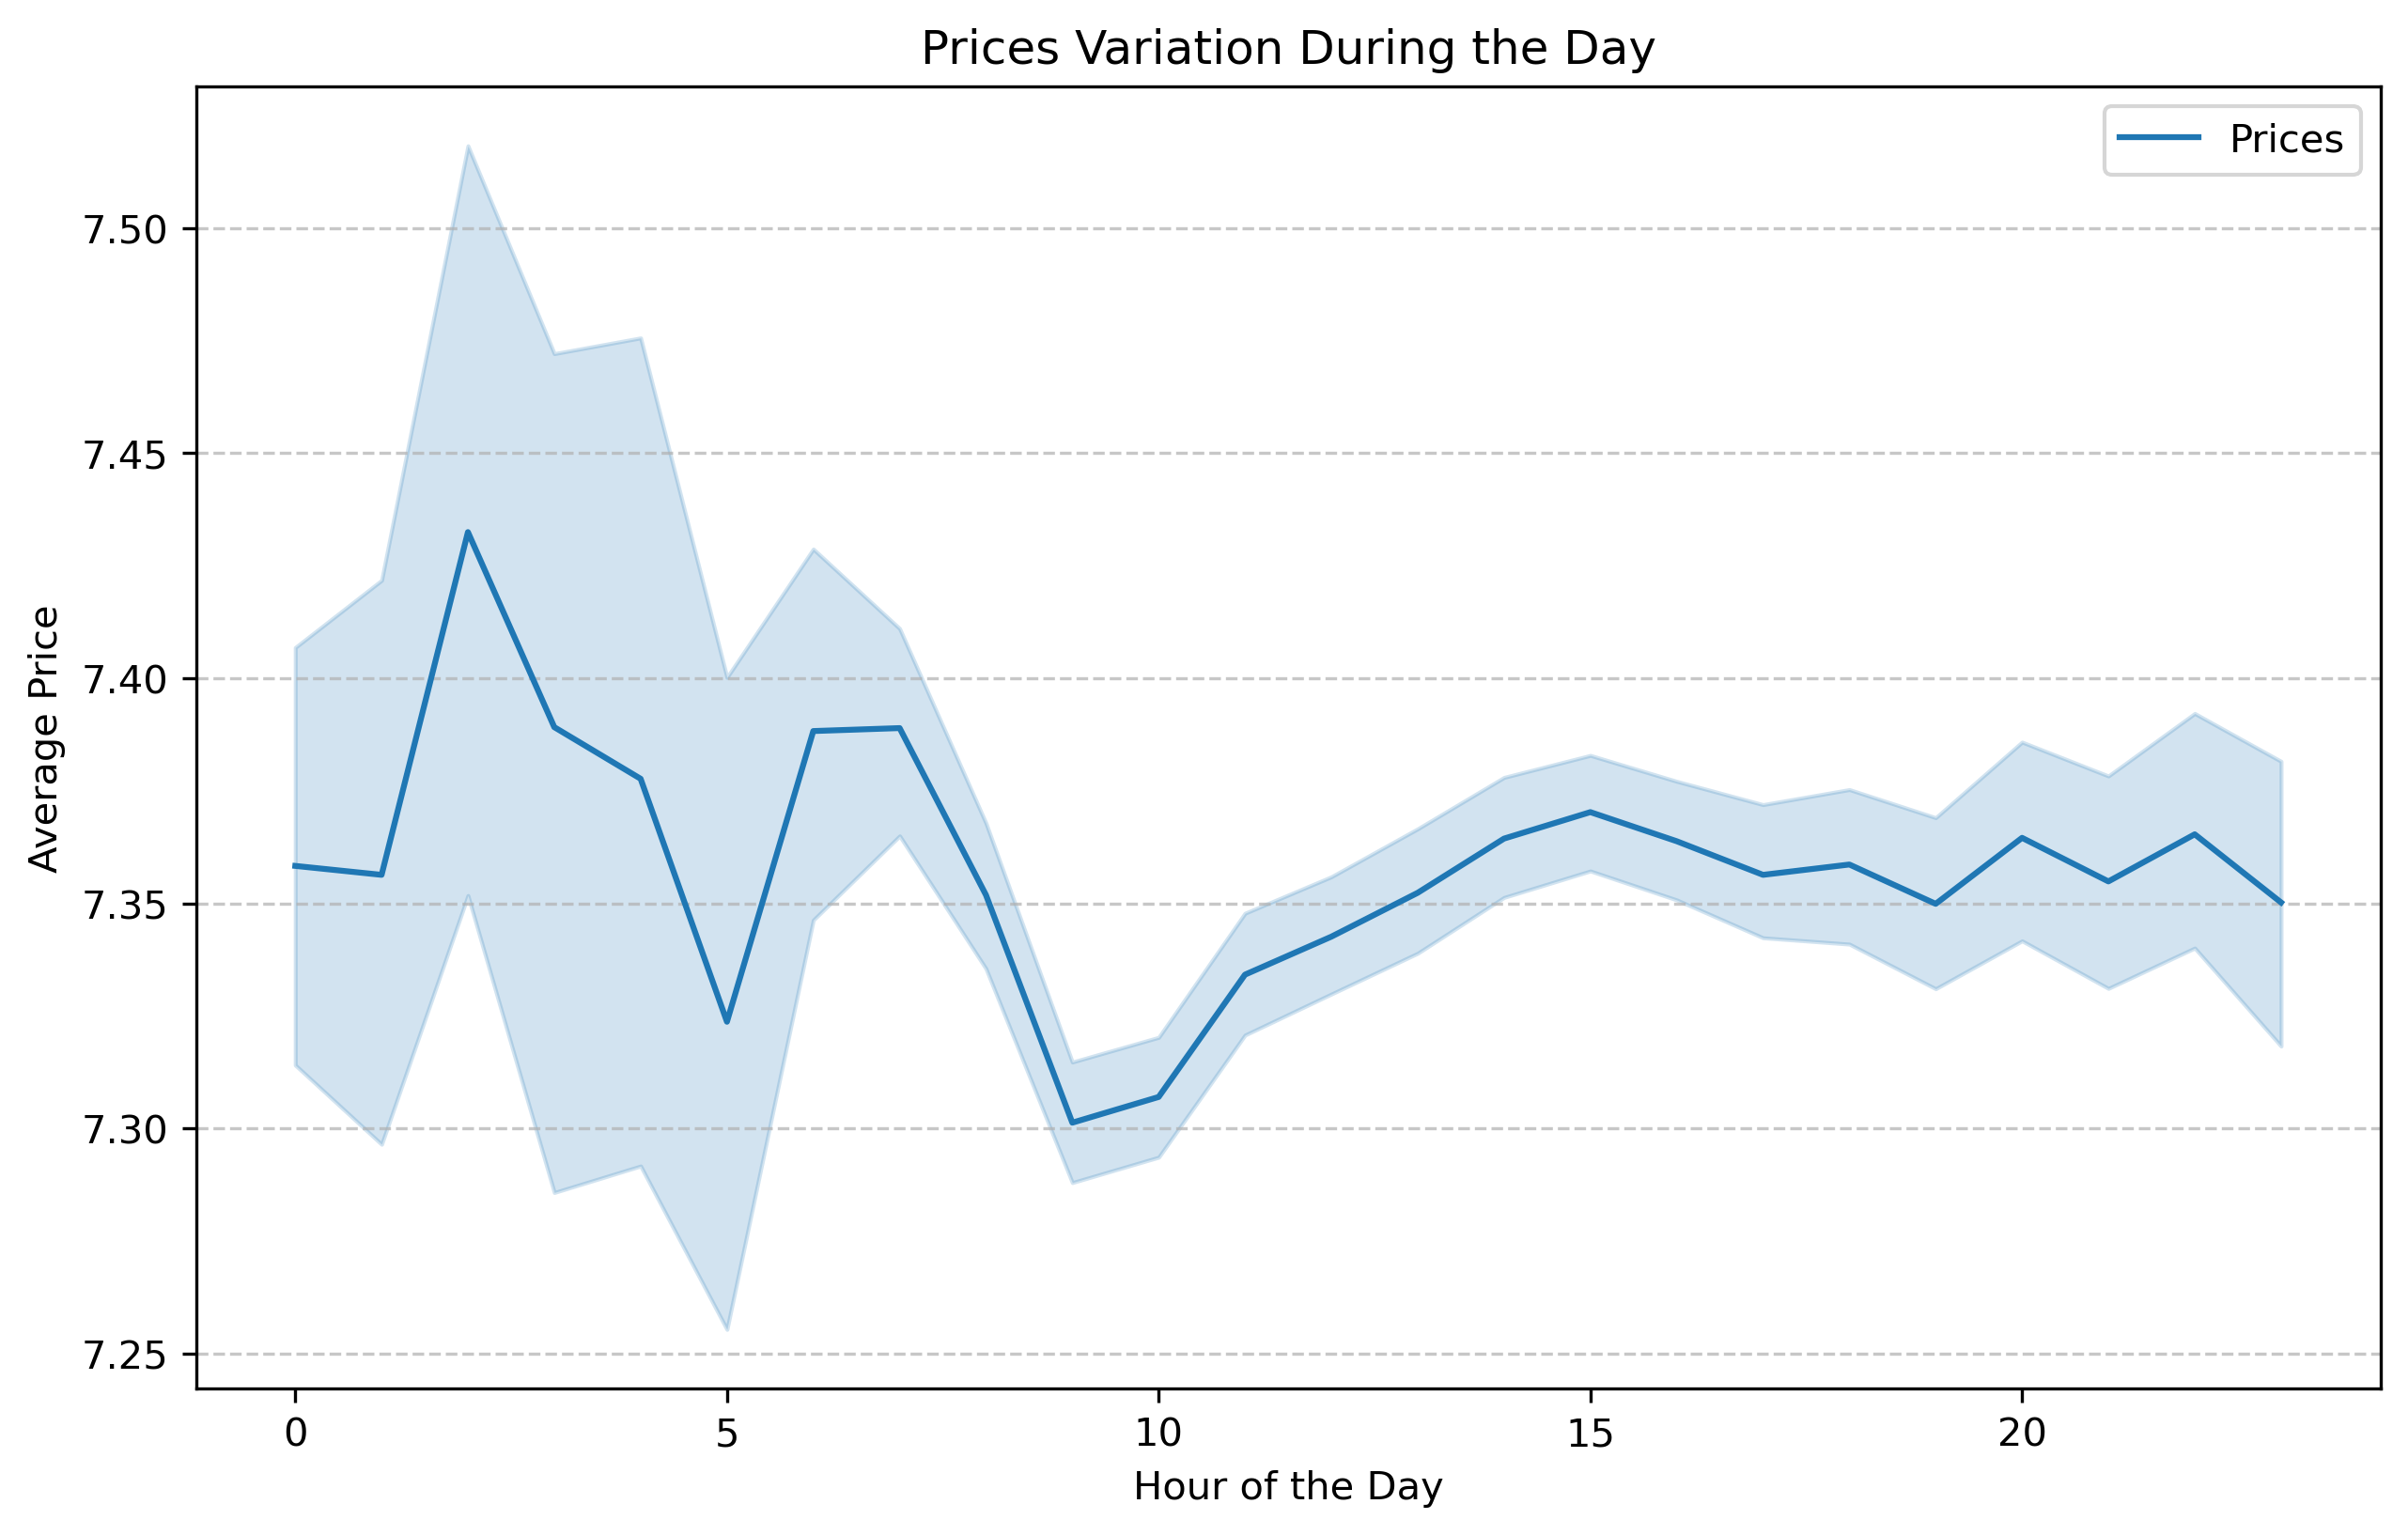 Prices Variation During the Day
Prices
7.50
7.45
7.40
7.35
7.30
7.25
Average Price
0 5 10 15 20
Hour of the Day